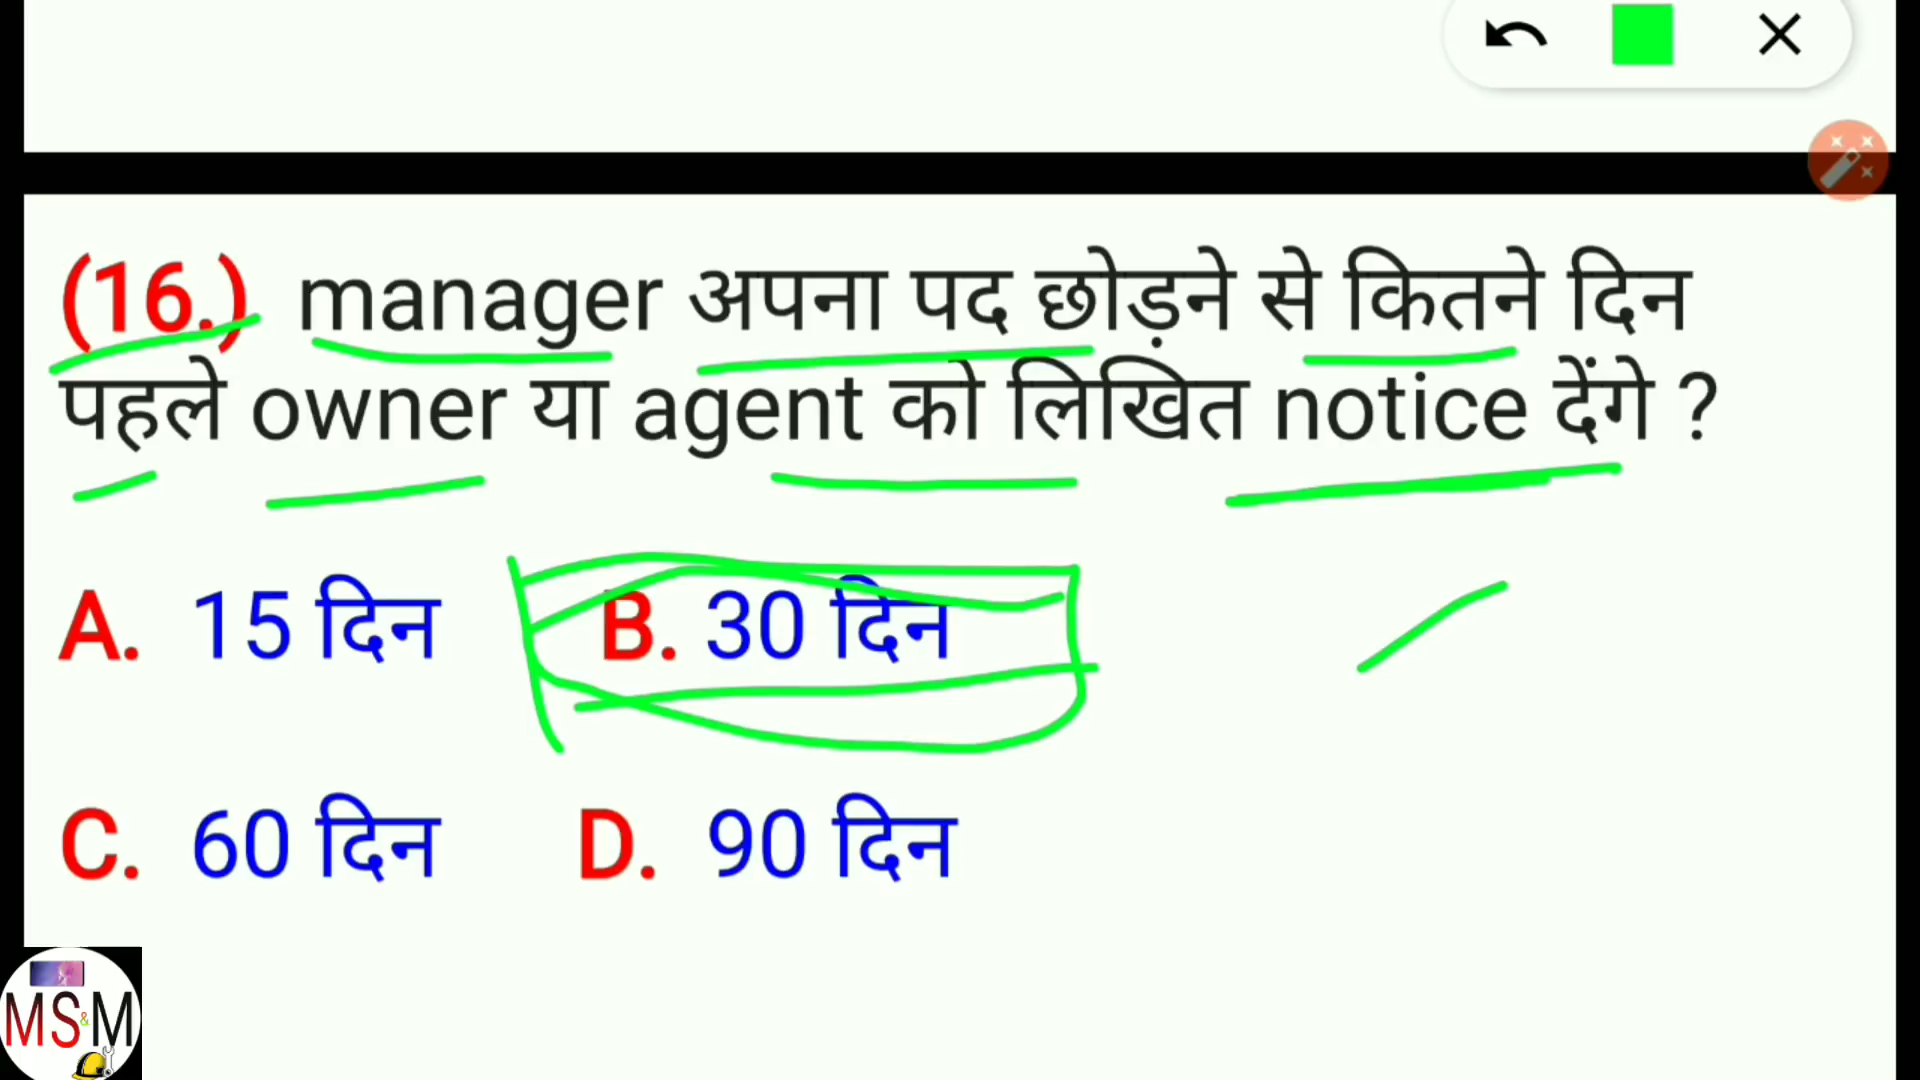 (16.) manager अपना पद छोड़ने से कितने दिन
पहले owner या agent को लिखित notice देंगे ?
A. 15 दिन B. 30 दिन
C. 60 दिन D. 90 दिन
MS&M